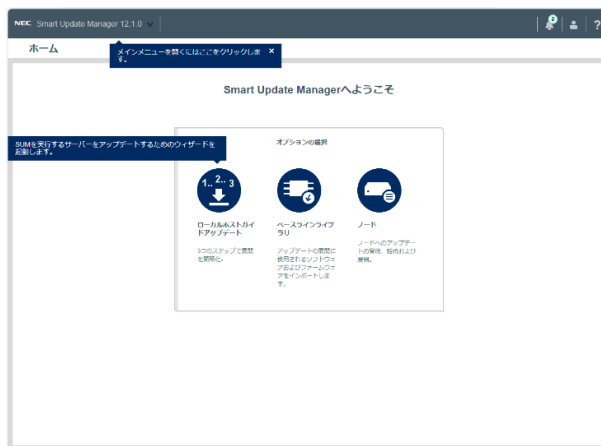 NEC Smart Update Manager 12.1.0
2
?
ホーム
メインメニューを開くにはここをクリックしま ×
す。
Smart Update Managerへようこそ
SUMを実行するサーバーをアップデートするためのウィザードを
起動します。
オプションの選択
1.. 2.. 3
ローカルホストガイ
ドアップデート
3つのステップで展開
を簡略化。
ベースラインライブ
ラリ
アップデートの展開に
使用されるソフトウェ
アおよびファームウェ
アをインポートしま
す。
ノード
ノードへのアップデー
トの管理、
展開。